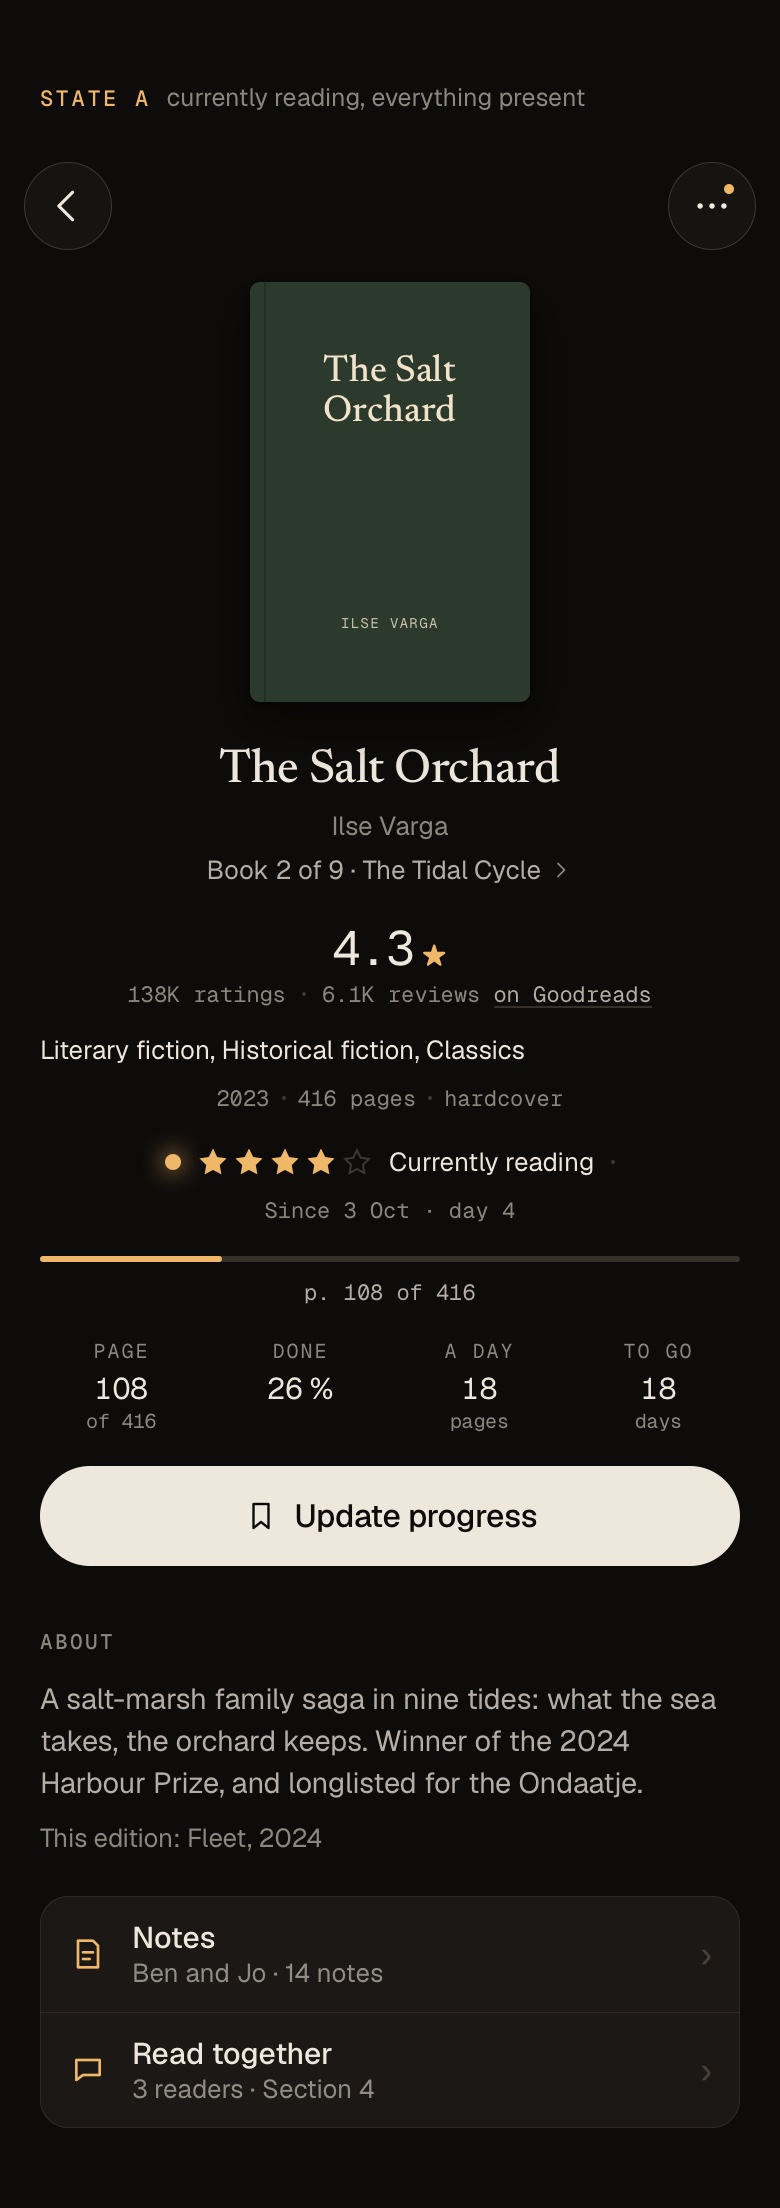 STATE A currently reading, everything present
The Salt
Orchard
ILSE VARGA
The Salt Orchard
Ilse Varga
Book 2 of 9 · The Tidal Cycle
4.3
138K ratings · 6.1K reviews on Goodreads
Literary fiction, Historical fiction, Classics
2023 · 416 pages · hardcover
Currently reading ·
Since 3 Oct · day 4
p. 108 of 416
PAGE DONE A DAY TO GO
108 26 % 18 18
of 416 pages days
Update progress
ABOUT
A salt-marsh family saga in nine tides: what the sea
takes, the orchard keeps. Winner of the 2024
Harbour Prize, and longlisted for the Ondaatje.
This edition: Fleet, 2024
Notes
Ben and Jo · 14 notes
Read together
3 readers · Section 4